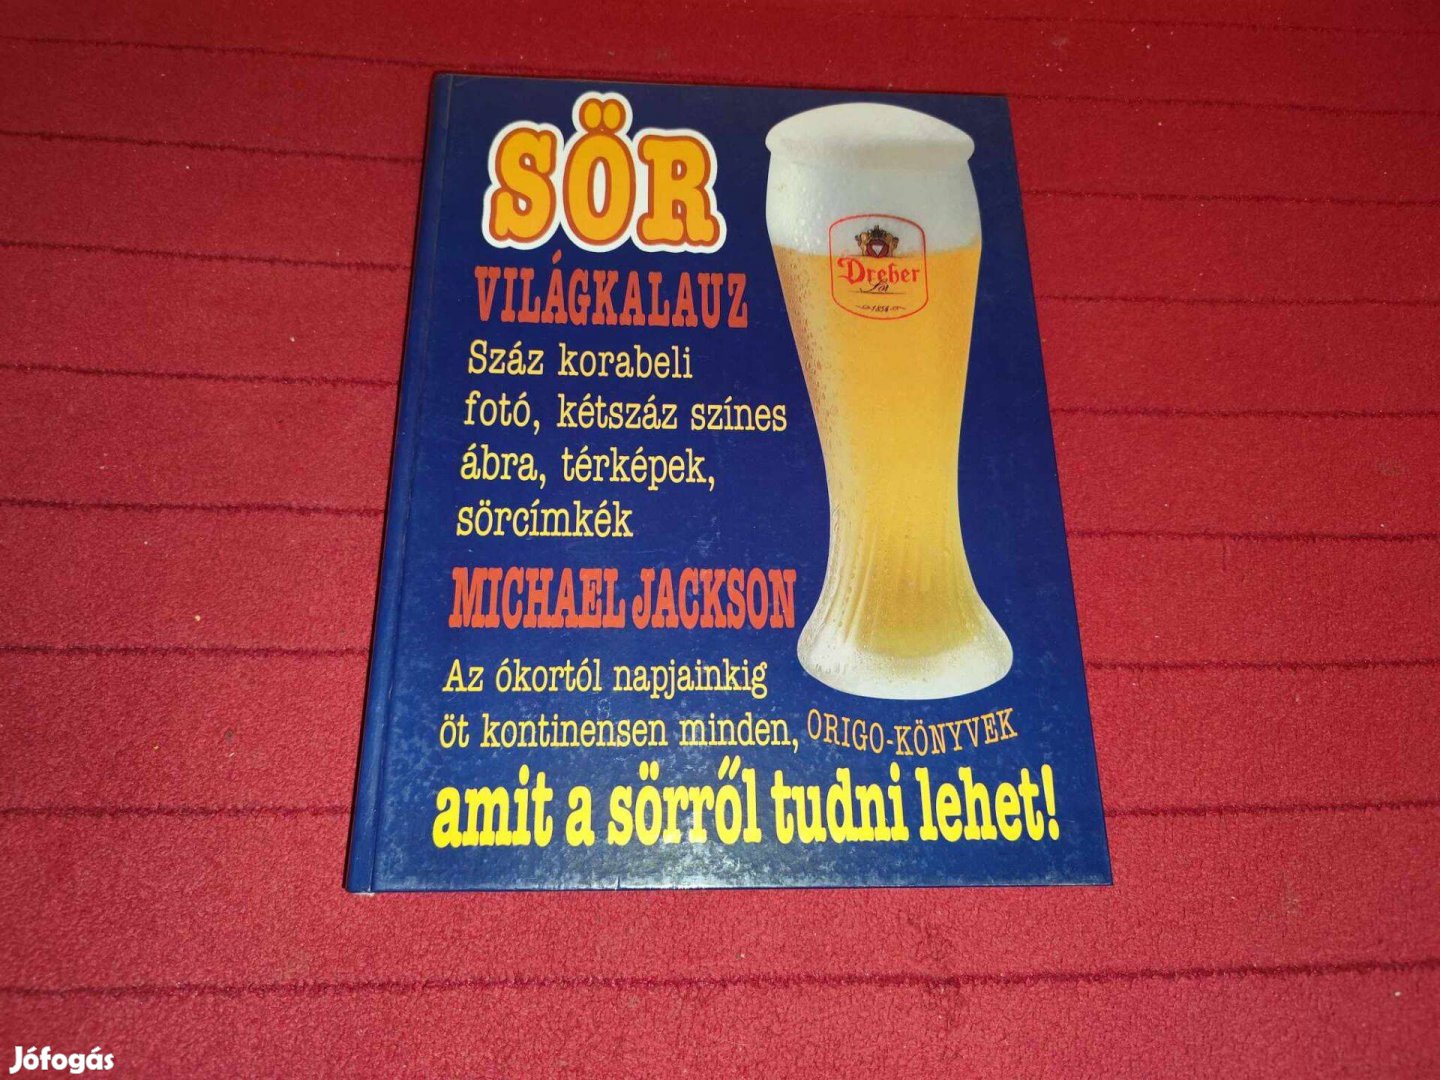 SÖR
VILÁGKALAUZ
Száz korabeli
fotó, kétszáz színes
ábra, térképek,
sörcímkék
MICHAEL JACKSON
Az ókortól napjainkig
öt kontinensen minden,
ORIGO-KÖNYVEK
amit a sörről tudni lehet!
Dreher
1854
Jófogás